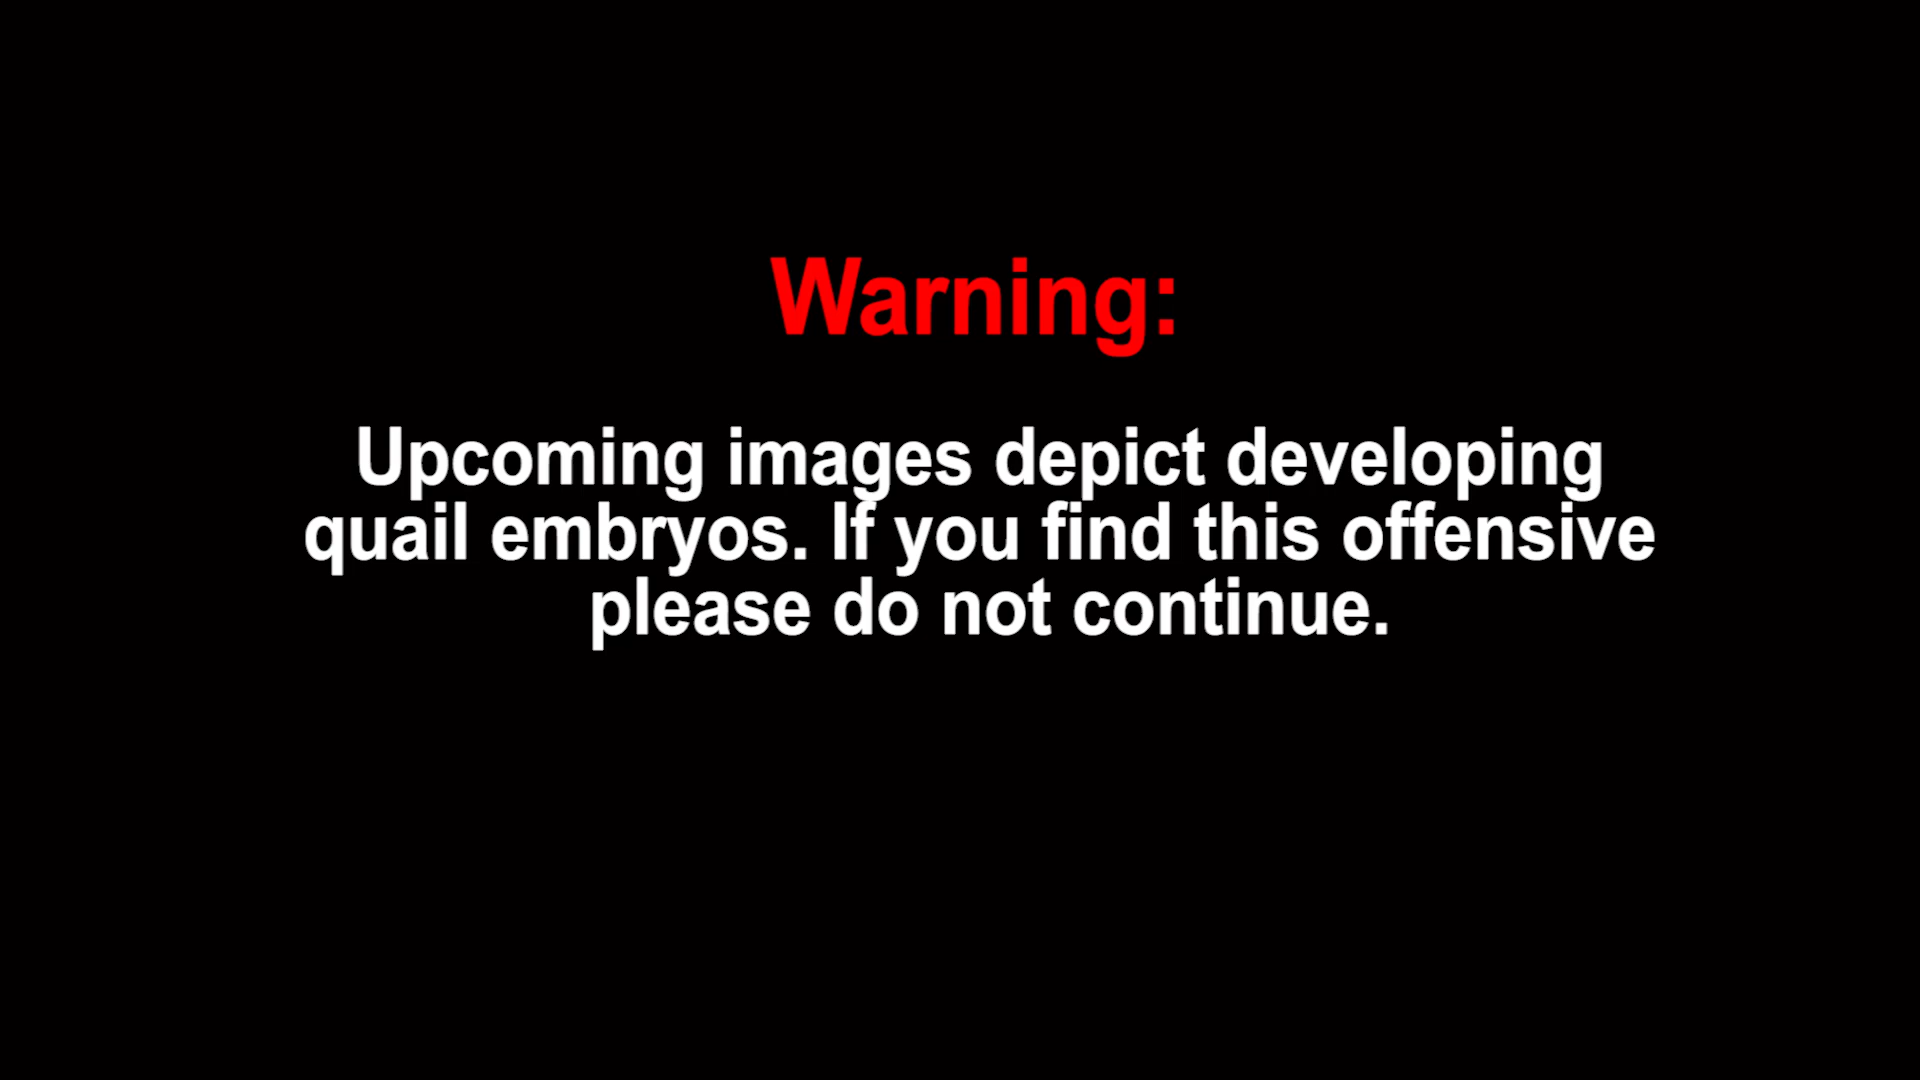 Warning:
Upcoming images depict developing
quail embryos. If you find this offensive
please do not continue.